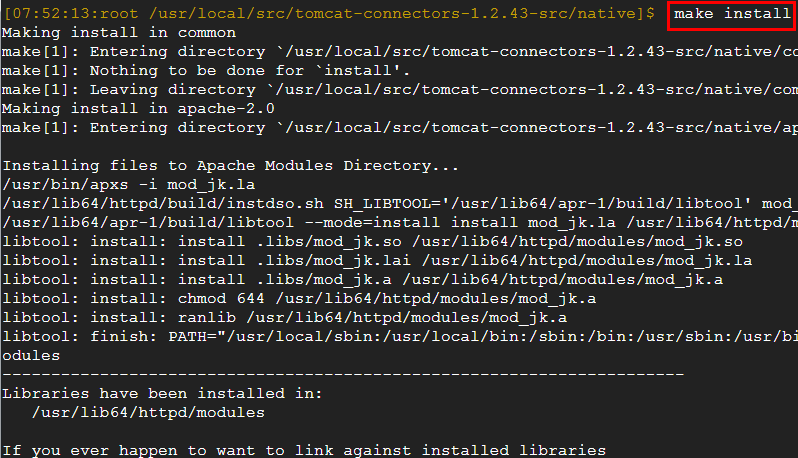 [07:52:13:root /usr/local/src/tomcat-connectors-1.2.43-src/native]$ make install
Making install in common
make[1]: Entering directory `/usr/local/src/tomcat-connectors-1.2.43-src/native/co
make[1]: Nothing to be done for `install'.
make[1]: Leaving directory `/usr/local/src/tomcat-connectors-1.2.43-src/native/com
Making install in apache-2.0
make[1]: Entering directory `/usr/local/src/tomcat-connectors-1.2.43-src/native/ap
Installing files to Apache Modules Directory...
/usr/bin/apxs -i mod_jk.la
/usr/lib64/httpd/build/instdso.sh SH_LIBTOOL='/usr/lib64/apr-1/build/libtool' mod_
/usr/lib64/apr-1/build/libtool --mode=install install mod_jk.la /usr/lib64/httpd/m
libtool: install: install .libs/mod_jk.so /usr/lib64/httpd/modules/mod_jk.so
libtool: install: install .libs/mod_jk.lai /usr/lib64/httpd/modules/mod_jk.la
libtool: install: install .libs/mod_jk.a /usr/lib64/httpd/modules/mod_jk.a
libtool: install: chmod 644 /usr/lib64/httpd/modules/mod_jk.a
libtool: install: ranlib /usr/lib64/httpd/modules/mod_jk.a
libtool: finish: PATH="/usr/local/sbin:/usr/local/bin:/sbin:/bin:/usr/sbin:/usr/bi
odules
----------------------------------------------------------------------
Libraries have been installed in:
   /usr/lib64/httpd/modules
If you ever happen to want to link against installed libraries